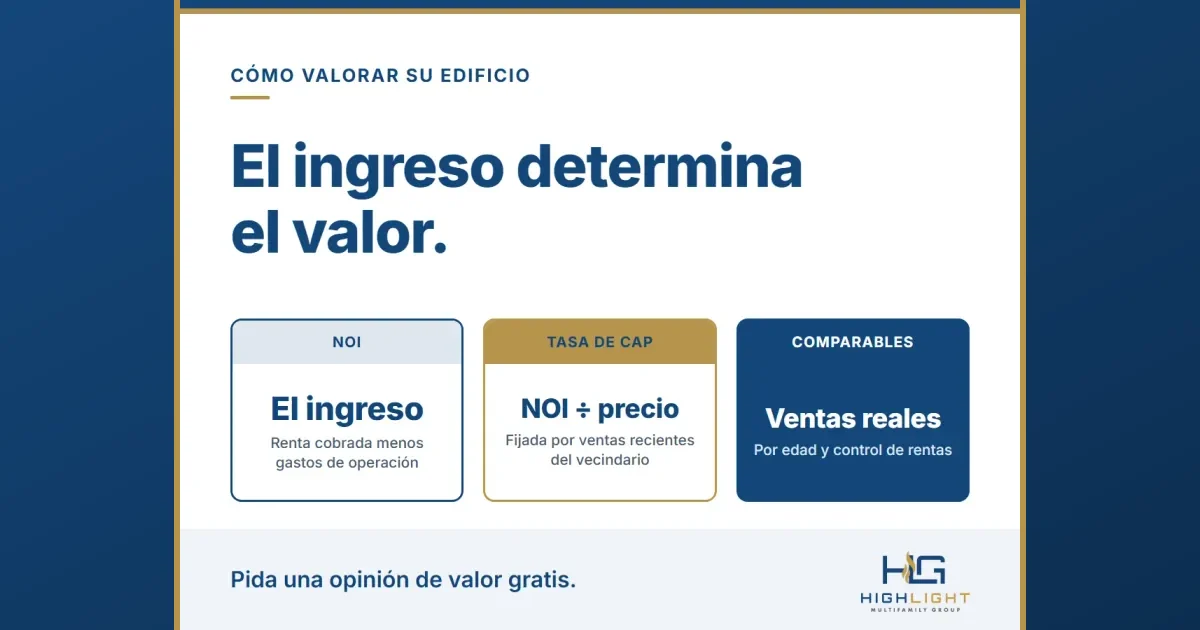 CÓMO VALORAR SU EDIFICIO
El ingreso determina
el valor.
NOI
El ingreso
Renta cobrada menos
gastos de operación
TASA DE CAP
NOI ÷ precio
Fijada por ventas recientes
del vecindario
COMPARABLES
Ventas reales
Por edad y control de rentas
Pida una opinión de valor gratis.
HLG
HIGHLIGHT
MULTIFAMILY GROUP